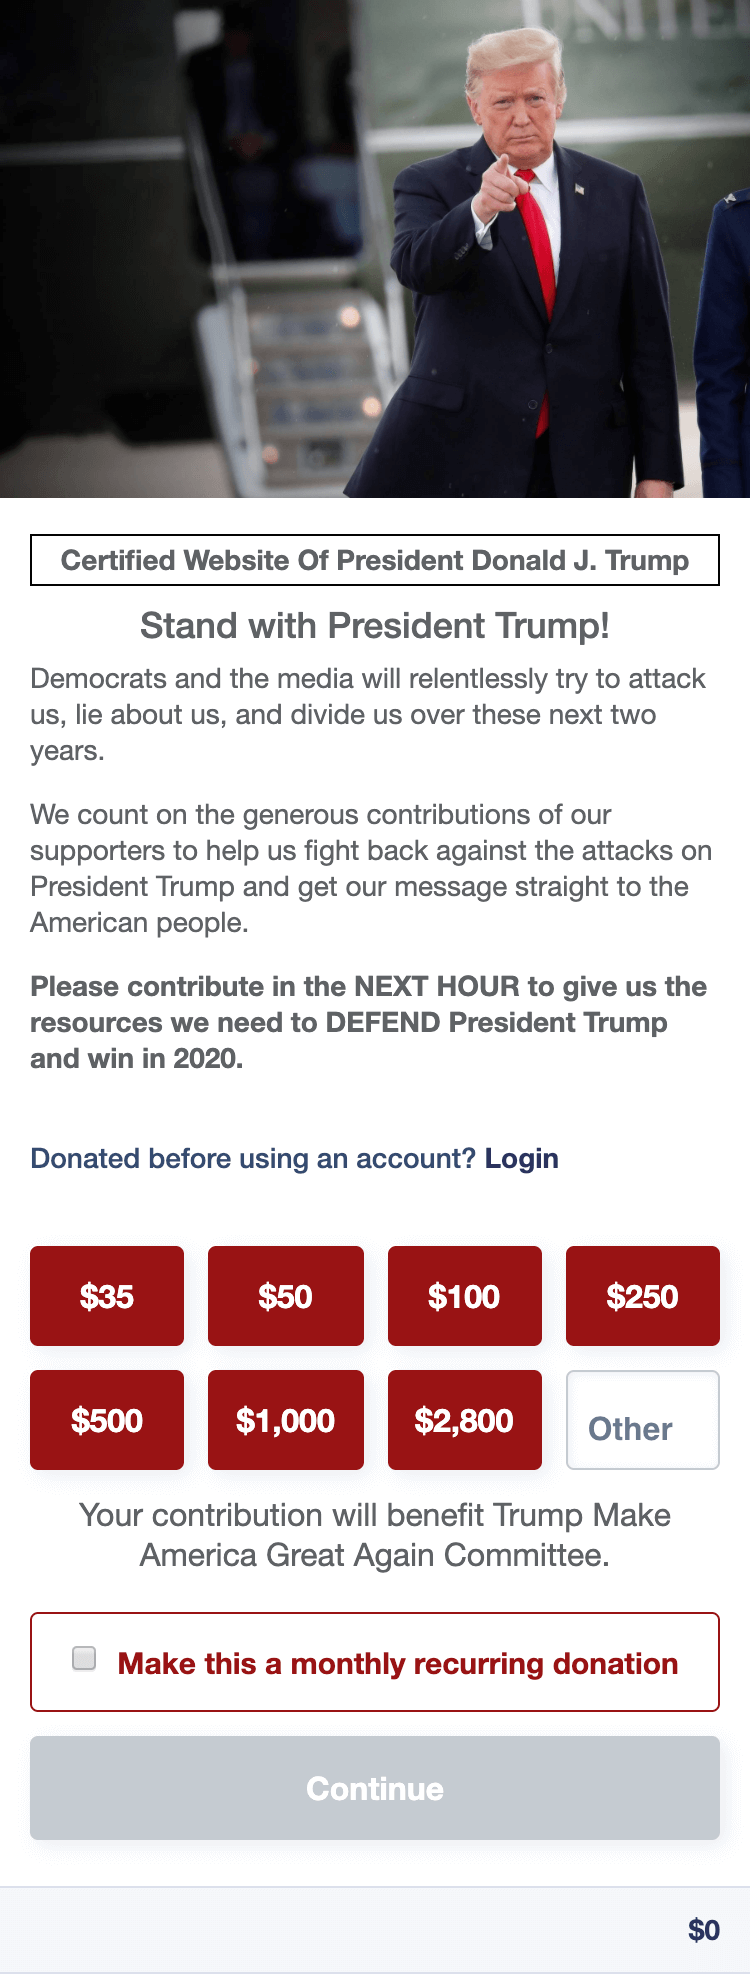 UNITE
Certified Website Of President Donald J. Trump
Stand with President Trump!
Democrats and the media will relentlessly try to attack
us, lie about us, and divide us over these next two
years.
We count on the generous contributions of our
supporters to help us fight back against the attacks on
President Trump and get our message straight to the
American people.
Please contribute in the NEXT HOUR to give us the
resources we need to DEFEND President Trump
and win in 2020.
Donated before using an account? Login
$35 $50 $100 $250
$500 $1,000 $2,800 Other
Your contribution will benefit Trump Make
America Great Again Committee.
Make this a monthly recurring donation
Continue
$0